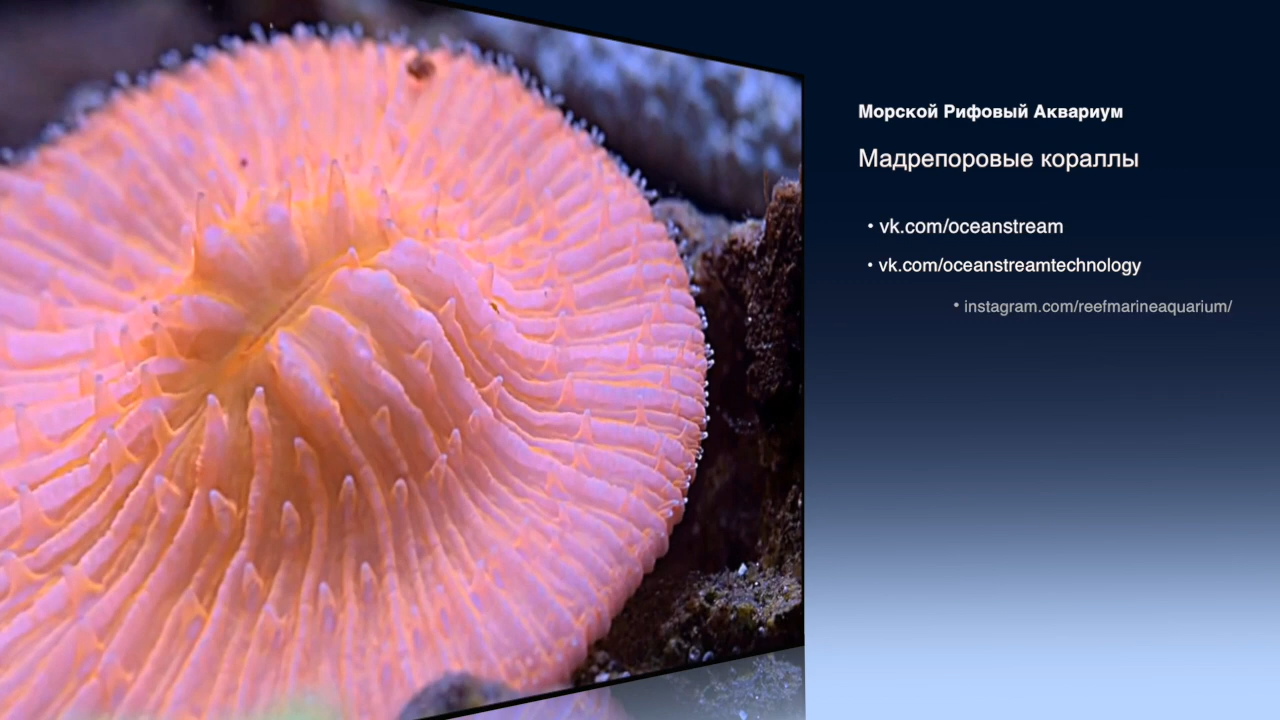 Морской Рифовый Аквариум
Мадрепоровые кораллы
• vk.com/oceanstream
• vk.com/oceanstreamtechnology
• instagram.com/reefmarineaquarium/